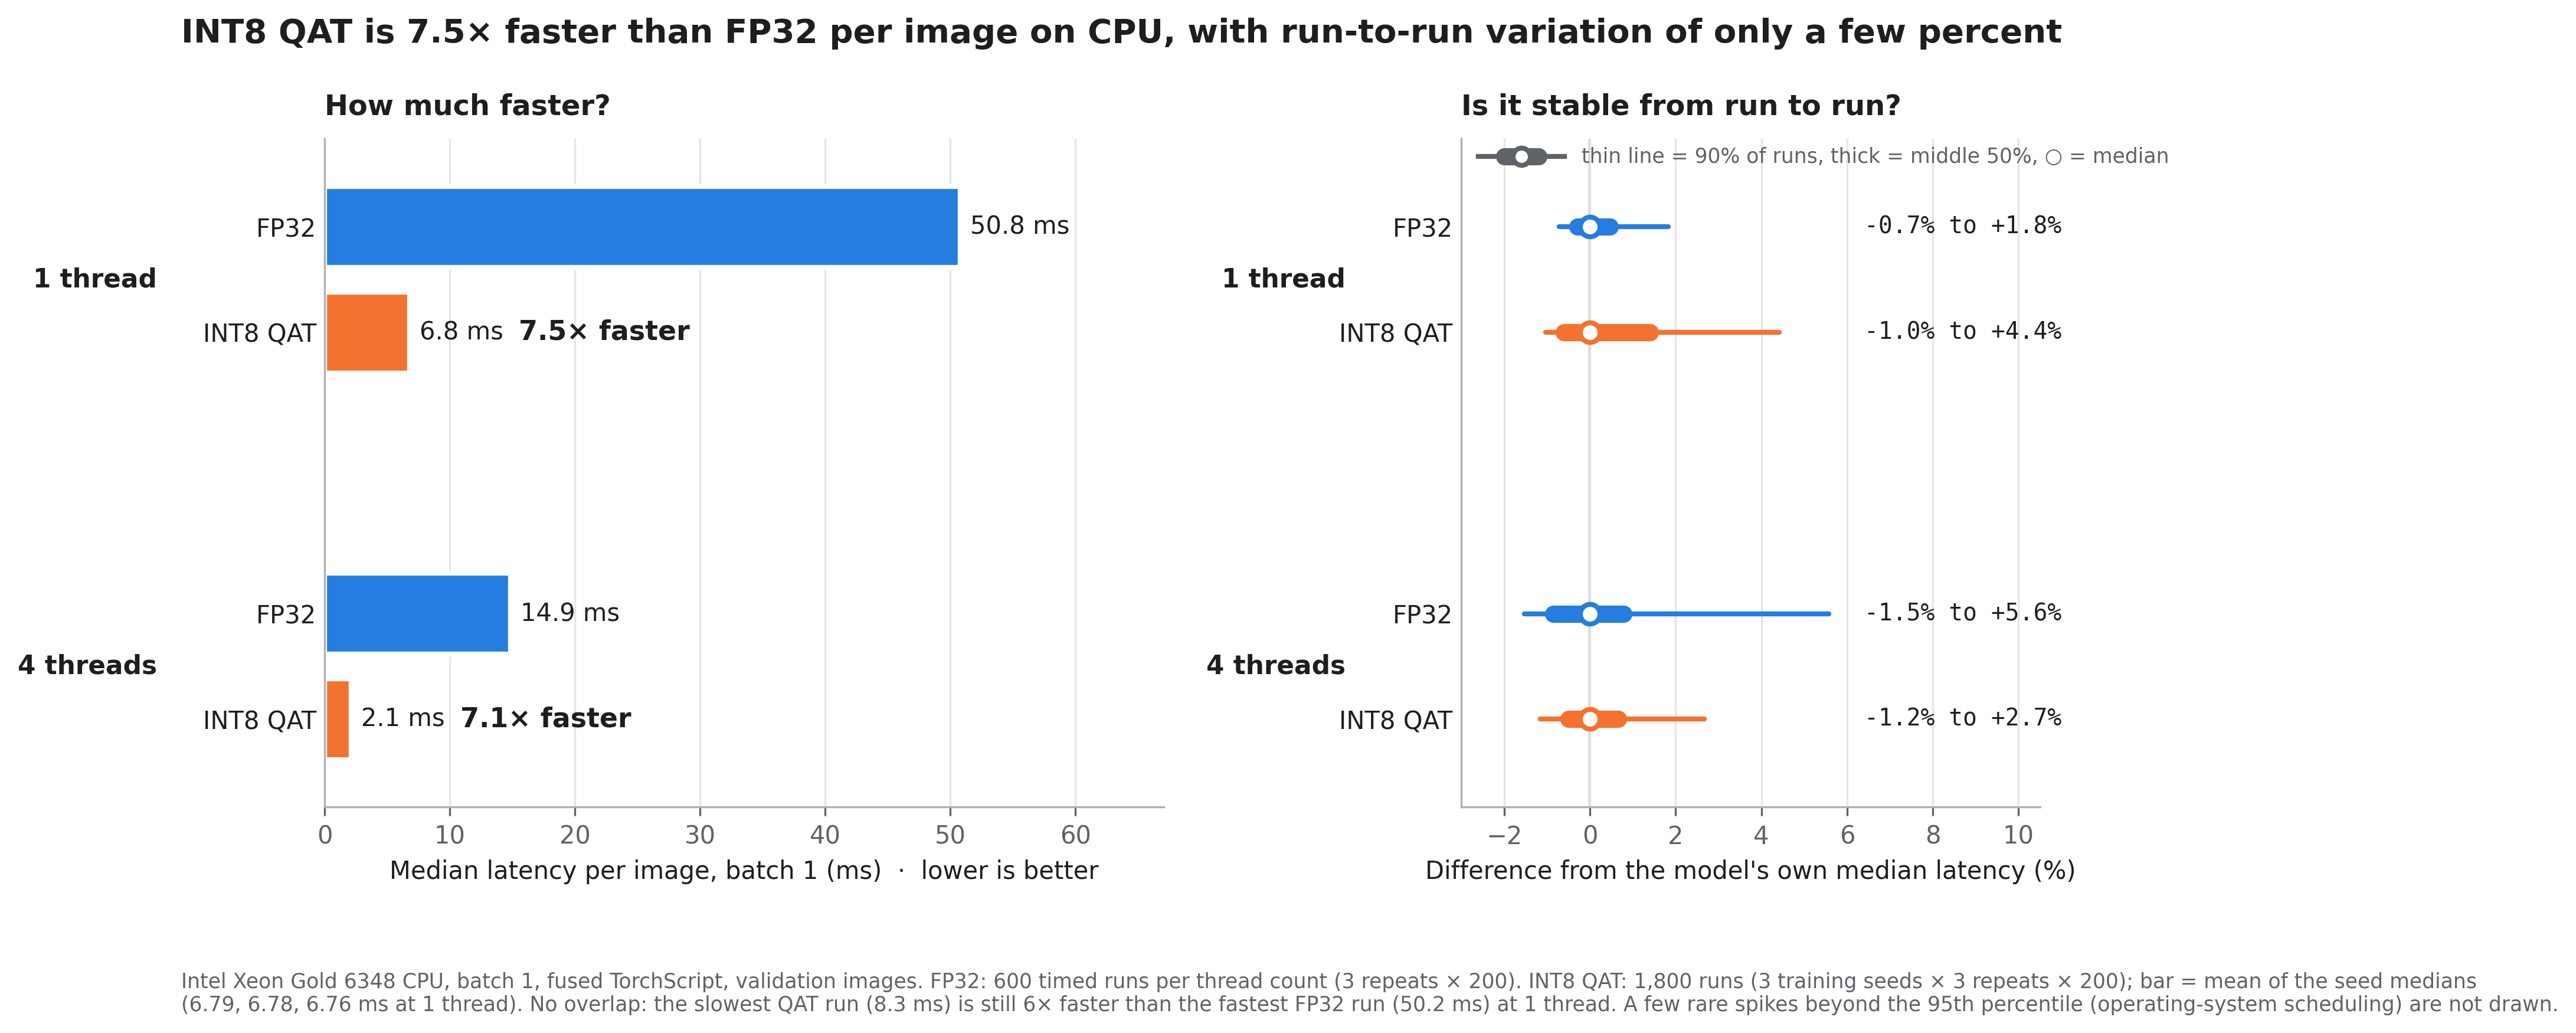 INT8 QAT is 7.5× faster than FP32 per image on CPU, with run-to-run variation of only a few percent
How much faster?
1 thread
FP32
50.8 ms
INT8 QAT
6.8 ms 7.5× faster
4 threads
FP32
14.9 ms
INT8 QAT
2.1 ms 7.1× faster
0 10 20 30 40 50 60
Median latency per image, batch 1 (ms) · lower is better
Is it stable from run to run?
thin line = 90% of runs, thick = middle 50%, ○ = median
1 thread
FP32
-0.7% to +1.8%
INT8 QAT
-1.0% to +4.4%
4 threads
FP32
-1.5% to +5.6%
INT8 QAT
-1.2% to +2.7%
−2 0 2 4 6 8 10
Difference from the model's own median latency (%)
Intel Xeon Gold 6348 CPU, batch 1, fused TorchScript, validation images. FP32: 600 timed runs per thread count (3 repeats × 200). INT8 QAT: 1,800 runs (3 training seeds × 3 repeats × 200); bar = mean of the seed medians
(6.79, 6.78, 6.76 ms at 1 thread). No overlap: the slowest QAT run (8.3 ms) is still 6× faster than the fastest FP32 run (50.2 ms) at 1 thread. A few rare spikes beyond the 95th percentile (operating-system scheduling) are not drawn.